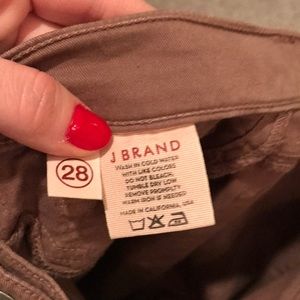 28
J BRAND
WASH IN COLD WATER
WITH LIKE COLORS
DO NOT BLEACH.
TUMBLE DRY LOW
REMOVE PROMPTLY
WARM IRON IF NEEDED
MADE IN CALIFORNIA, USA